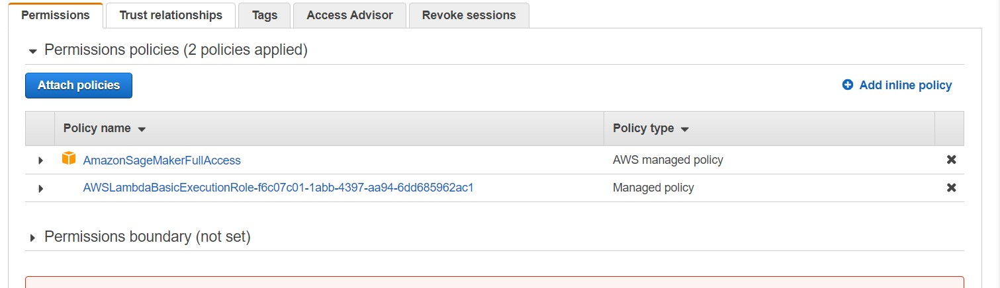 Permissions Trust relationships Tags Access Advisor Revoke sessions
Permissions policies (2 policies applied)
Attach policies Add inline policy
Policy name Policy type
AmazonSageMakerFullAccess AWS managed policy
AWSLambdaBasicExecutionRole-f6c07c01-1abb-4397-aa94-6dd685962ac1 Managed policy
Permissions boundary (not set)